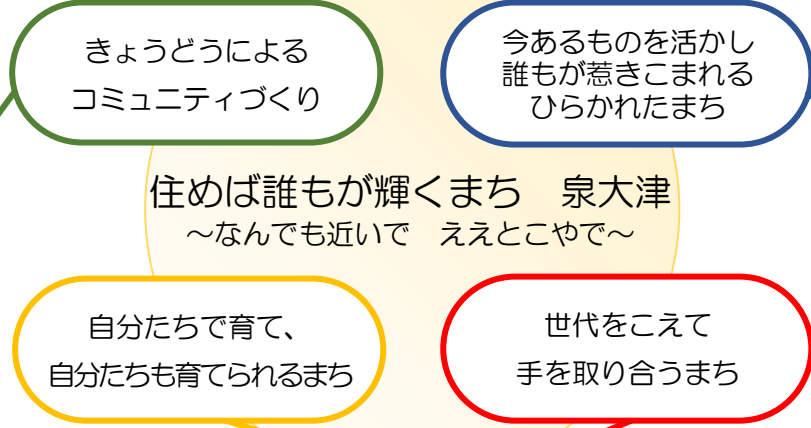 きょうどうによる
コミュニティづくり
今あるものを活かし
誰もが惹きこまれる
ひらかれたまち
住めば誰もが輝くまち　泉大津
～なんでも近いで　ええとこやで～
自分たちで育て、
自分たちも育てられるまち
世代をこえて
手を取り合うまち